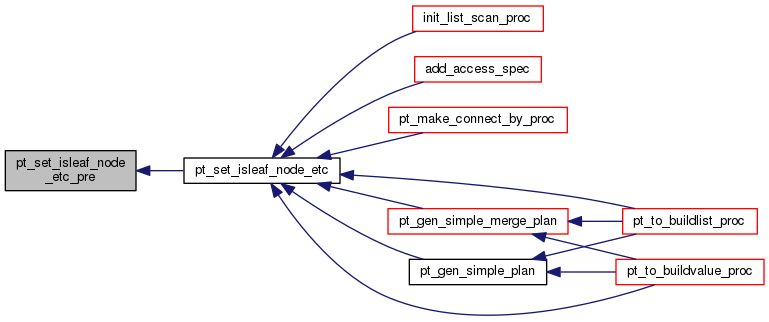 init_list_scan_proc
add_access_spec
pt_make_connect_by_proc
pt_set_isleaf_node
_etc_pre
pt_set_isleaf_node_etc
pt_gen_simple_merge_plan
pt_to_buildlist_proc
pt_gen_simple_plan
pt_to_buildvalue_proc